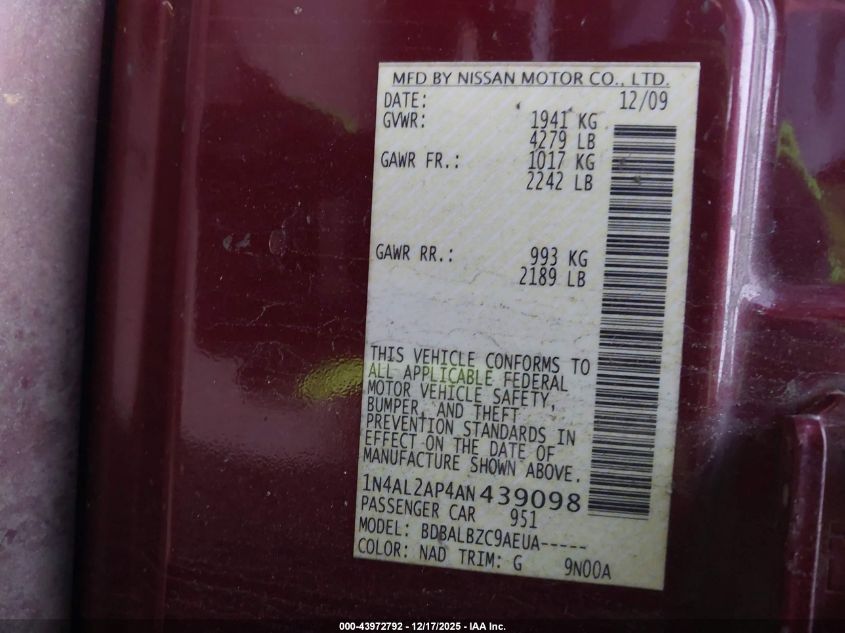 MFD BY NISSAN MOTOR CO., LTD.
DATE: 12/09
GVWR: 1941 KG
4279 LB
GAWR FR.: 1017 KG
2242 LB
GAWR RR.: 993 KG
2189 LB
THIS VEHICLE CONFORMS TO
ALL APPLICABLE FEDERAL
MOTOR VEHICLE SAFETY,
BUMPER, AND THEFT
PREVENTION STANDARDS IN
EFFECT ON THE DATE OF
MANUFACTURE SHOWN ABOVE.
1N4AL2AP4AN439098
PASSENGER CAR 951
MODEL: BDBALBZC9AEUA-----
COLOR: NAD TRIM: G 9N00A
000-43972792 - 12/17/2025 - IAA Inc.